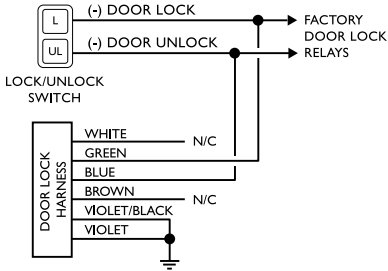 L
(-) DOOR LOCK
FACTORY
DOOR LOCK
RELAYS
UL
(-) DOOR UNLOCK
LOCK/UNLOCK
SWITCH
DOOR LOCK
HARNESS
WHITE
N/C
GREEN
BLUE
BROWN
N/C
VIOLET/BLACK
VIOLET